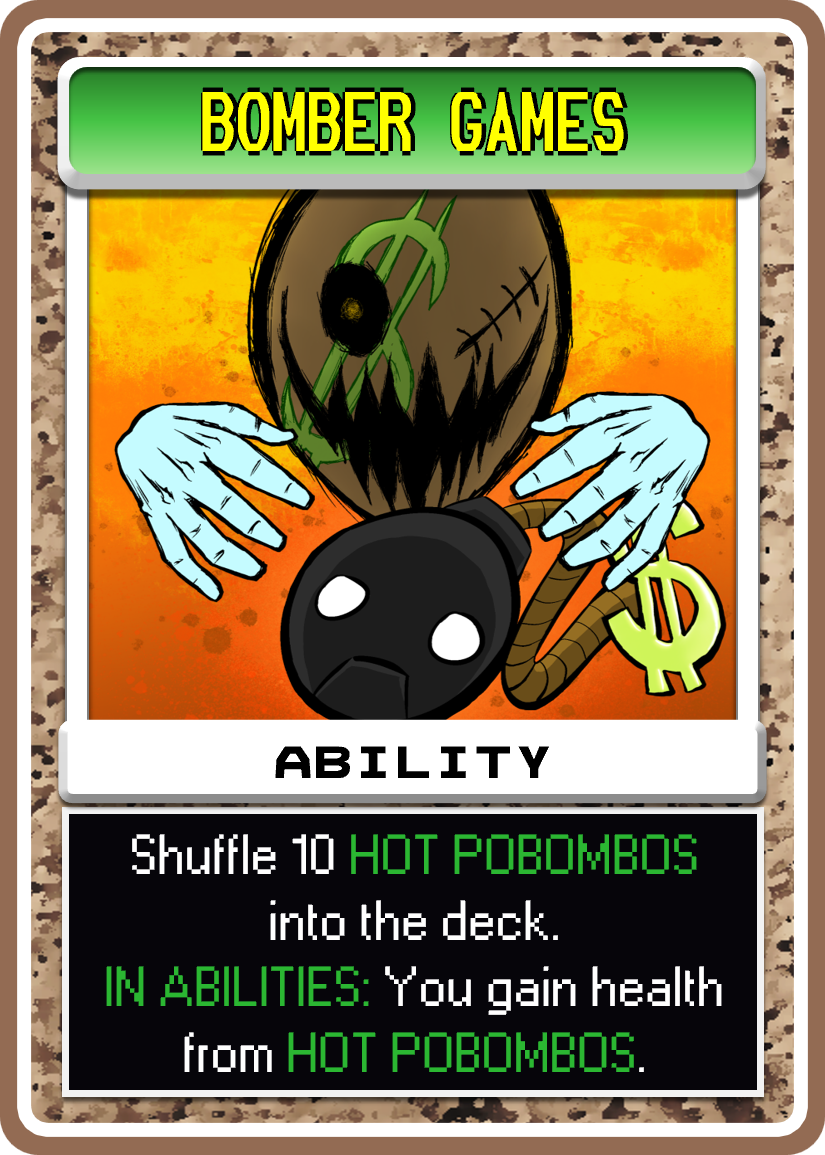 BOMBER GAMES
$
$
ABILITY
Shuffle 10 HOT POBOMBOS
into the deck.
IN ABILITIES: You gain health
from HOT POBOMBOS.